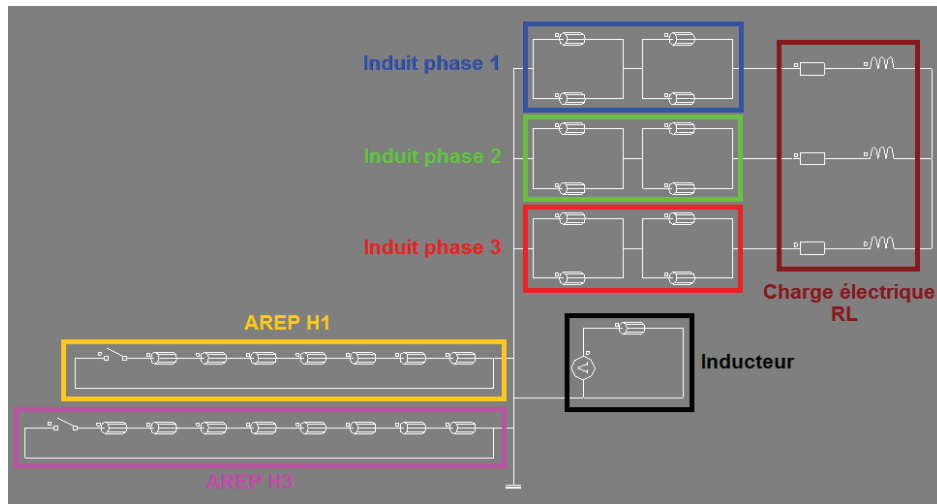 Induit phase 1
Induit phase 2
Induit phase 3
Charge électrique
RL
AREP H1
Inducteur
V
AREP H3